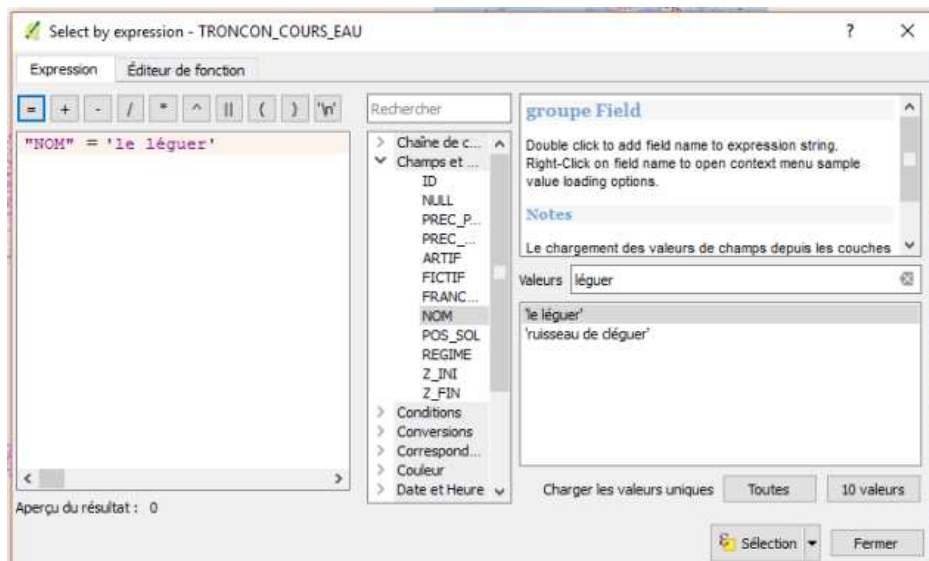 Select by expression - TRONCON_COURS_EAU
? X
Expression Éditeur de fonction
= + - / * ^ || ( ) '\n'
"NOM" = 'le léguer'
Aperçu du résultat : 0
Rechercher
Chaîne de c...
Champs et ...
ID
NULL
PREC_P...
PREC_...
ARTIF
FICTIF
FRANC...
NOM
POS_SOL
REGIME
Z_INI
Z_FIN
Conditions
Conversions
Correspond...
Couleur
Date et Heure
groupe Field
Double click to add field name to expression string.
Right-Click on field name to open context menu sample
value loading options.
Notes
Le chargement des valeurs de champs depuis les couches
Valeurs léguer
'le léguer'
'ruisseau de cléguer'
Charger les valeurs uniques Toutes 10 valeurs
Sélection Fermer